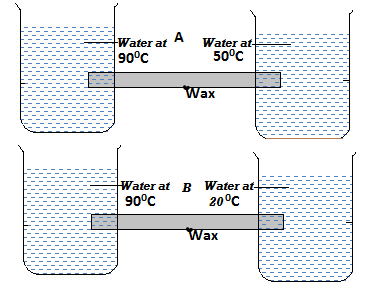 Water at A Water at
90⁰C 50⁰C
Wax
Water at B Water at
90⁰C 20⁰C
Wax